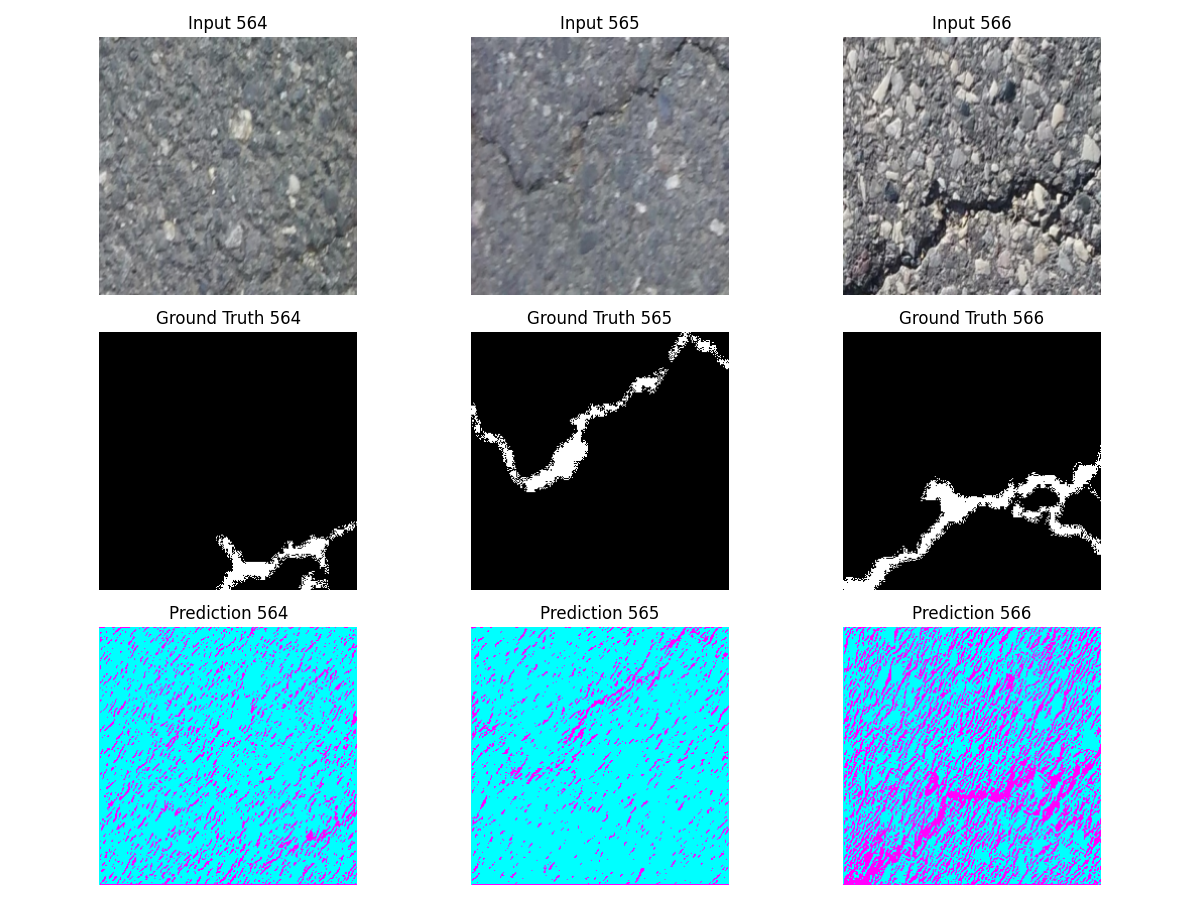 Input 564
Input 565
Input 566
Ground Truth 564
Ground Truth 565
Ground Truth 566
Prediction 564
Prediction 565
Prediction 566